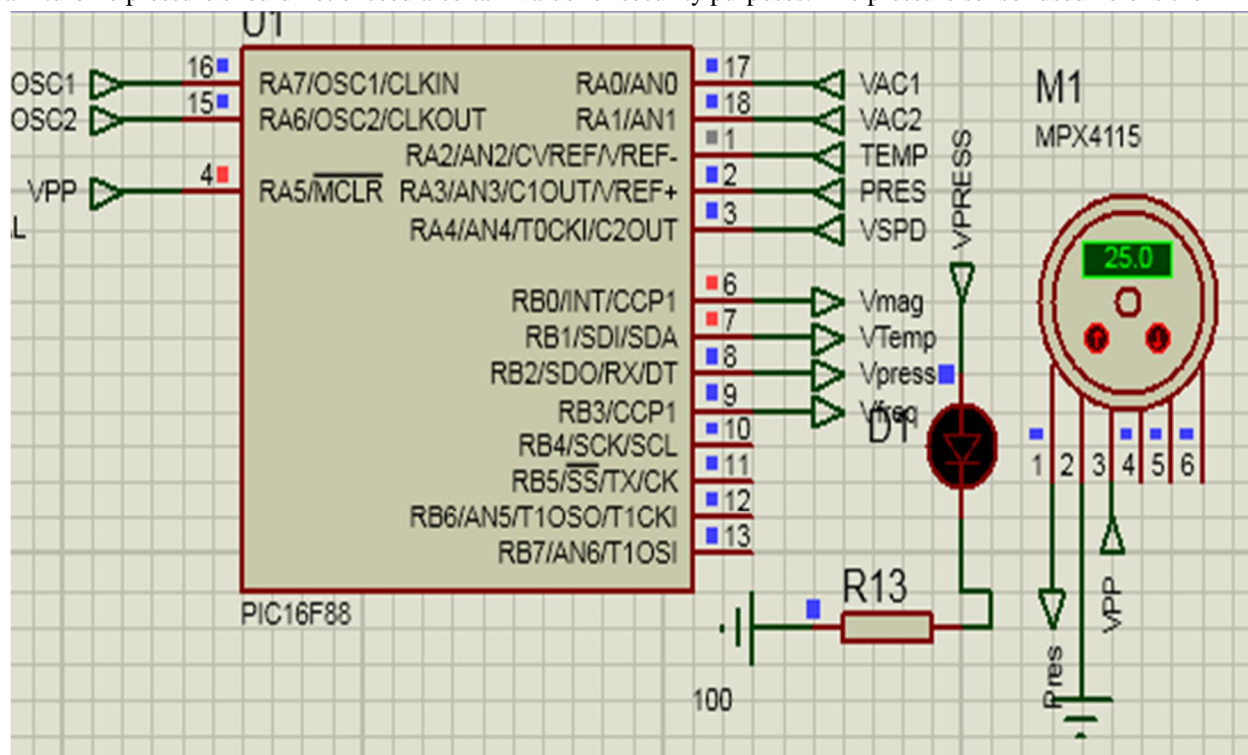 U1
OSC1
OSC2
VPP
L
16
15
4
RA7/OSC1/CLKIN
RA6/OSC2/CLKOUT
RA5/MCLR
RA0/AN0
RA1/AN1
RA2/AN2/CVREF/VREF-
RA3/AN3/C1OUT/VREF+
RA4/AN4/T0CKI/C2OUT
RB0/INT/CCP1
RB1/SDI/SDA
RB2/SDO/RX/DT
RB3/CCP1
RB4/SCK/SCL
RB5/SS/TX/CK
RB6/AN5/T1OSO/T1CKI
RB7/AN6/T1OSI
17
18
1
2
3
6
7
8
9
10
11
12
13
VAC1
VAC2
TEMP
PRES
VSPD
Vmag
VTemp
Vpress
Vfreq
PIC16F88
VPRESS
D1
R13
100
M1
MPX4115
25.0
1
2
3
4
5
6
Pres
VPP